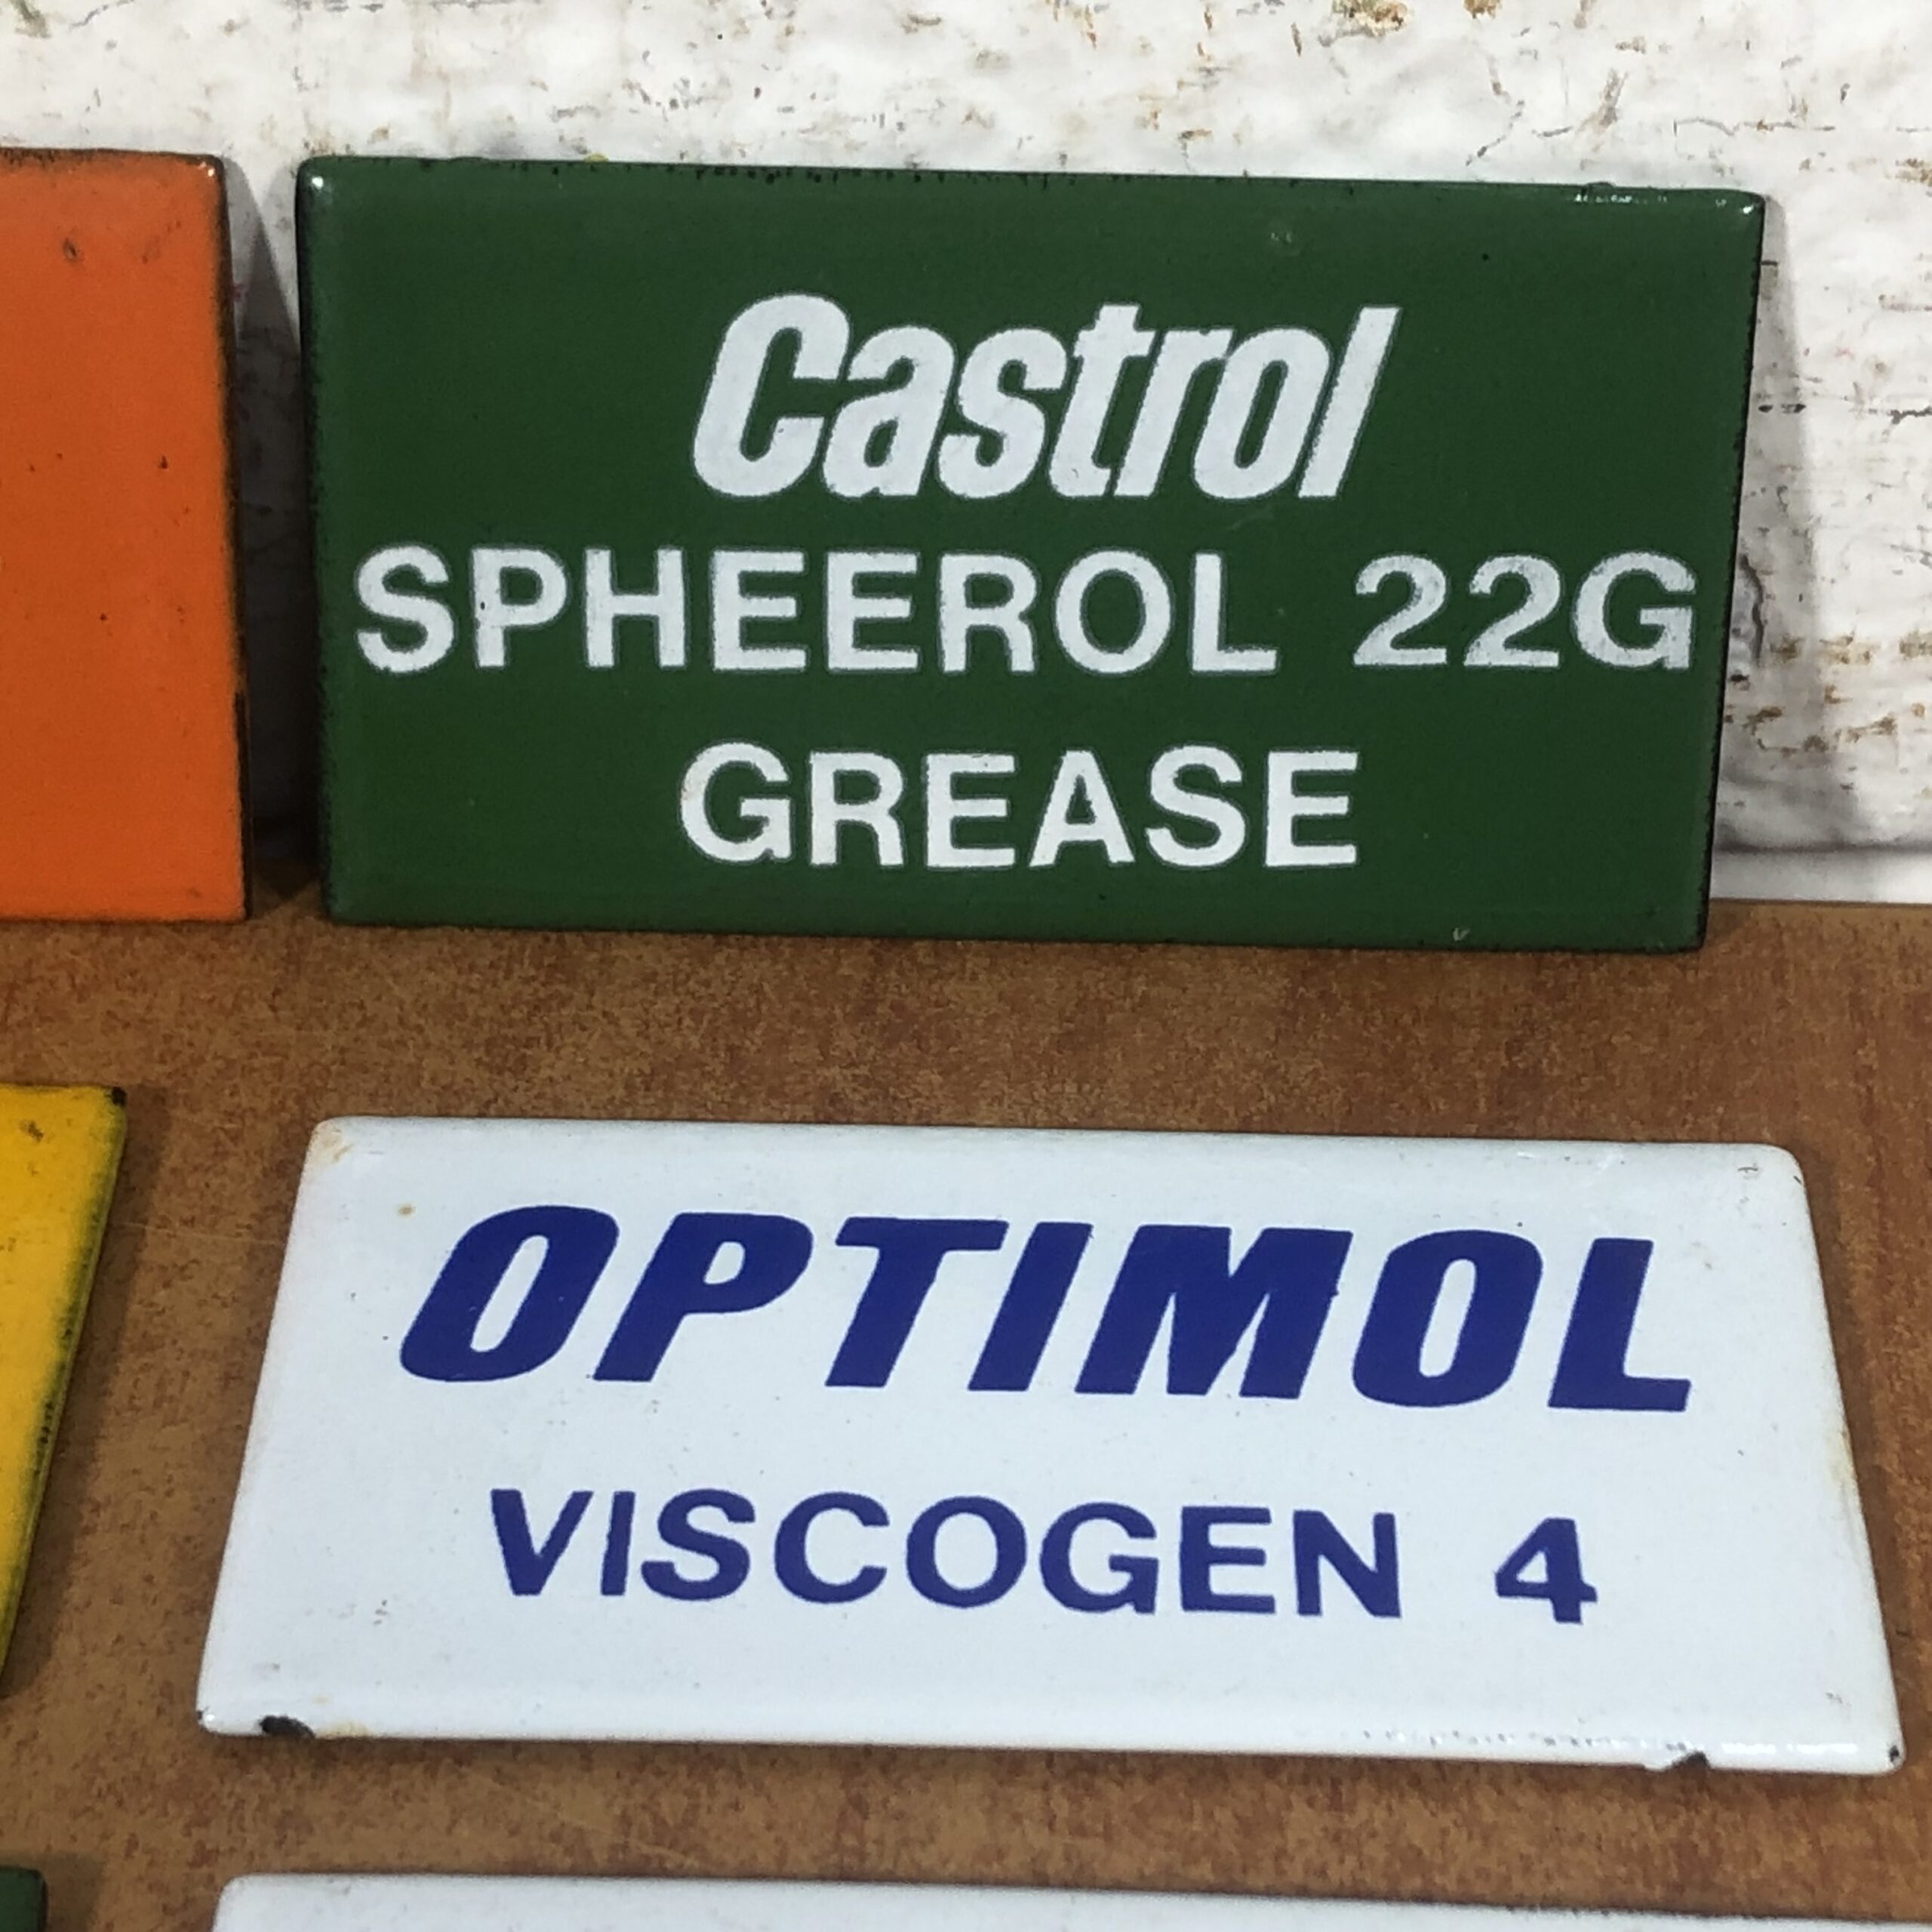 Castrol
SPHEEROL 22G
GREASE
OPTIMOL
VISCOGEN 4